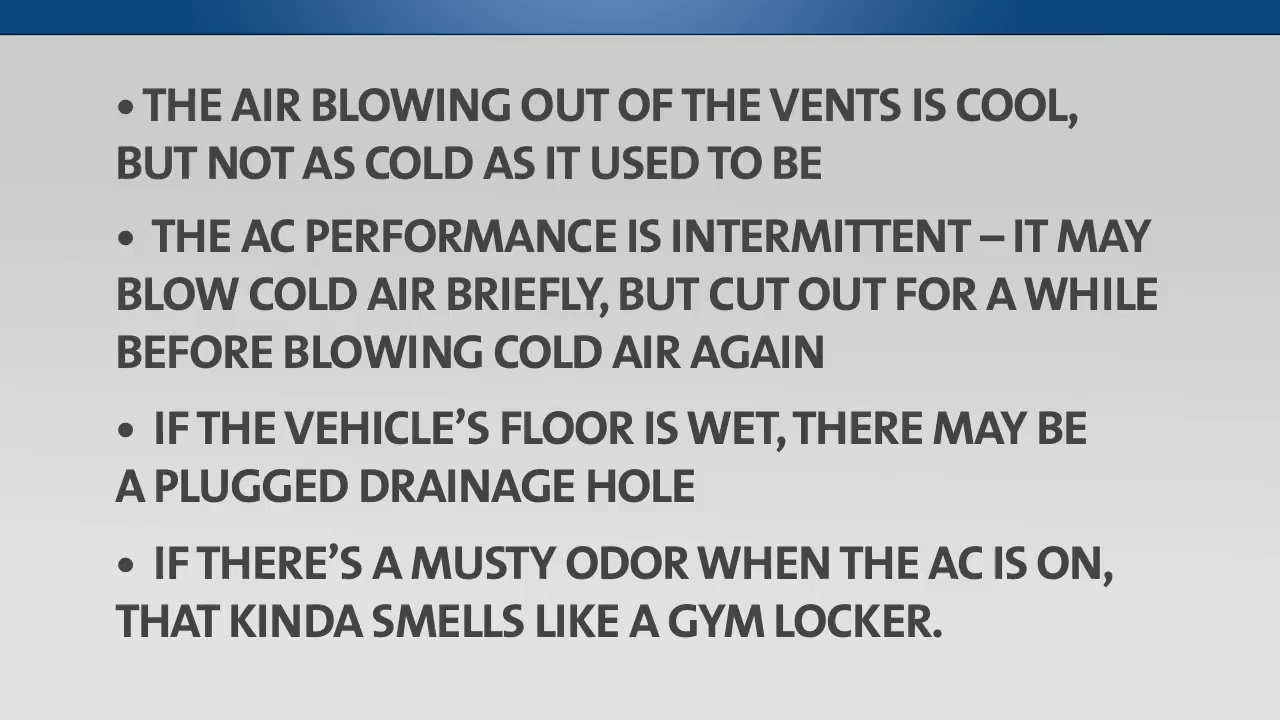 • THE AIR BLOWING OUT OF THE VENTS IS COOL,
BUT NOT AS COLD AS IT USED TO BE
• THE AC PERFORMANCE IS INTERMITTENT – IT MAY
BLOW COLD AIR BRIEFLY, BUT CUT OUT FOR A WHILE
BEFORE BLOWING COLD AIR AGAIN
• IF THE VEHICLE’S FLOOR IS WET, THERE MAY BE
A PLUGGED DRAINAGE HOLE
• IF THERE’S A MUSTY ODOR WHEN THE AC IS ON,
THAT KINDA SMELLS LIKE A GYM LOCKER.